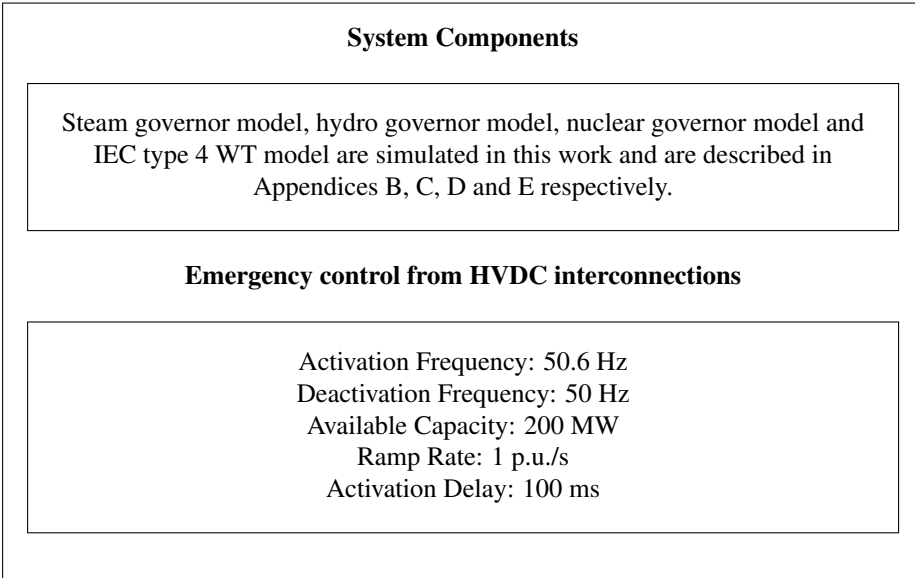 System Components
Steam governor model, hydro governor model, nuclear governor model and
IEC type 4 WT model are simulated in this work and are described in
Appendices B, C, D and E respectively.
Emergency control from HVDC interconnections
Activation Frequency: 50.6 Hz
Deactivation Frequency: 50 Hz
Available Capacity: 200 MW
Ramp Rate: 1 p.u./s
Activation Delay: 100 ms